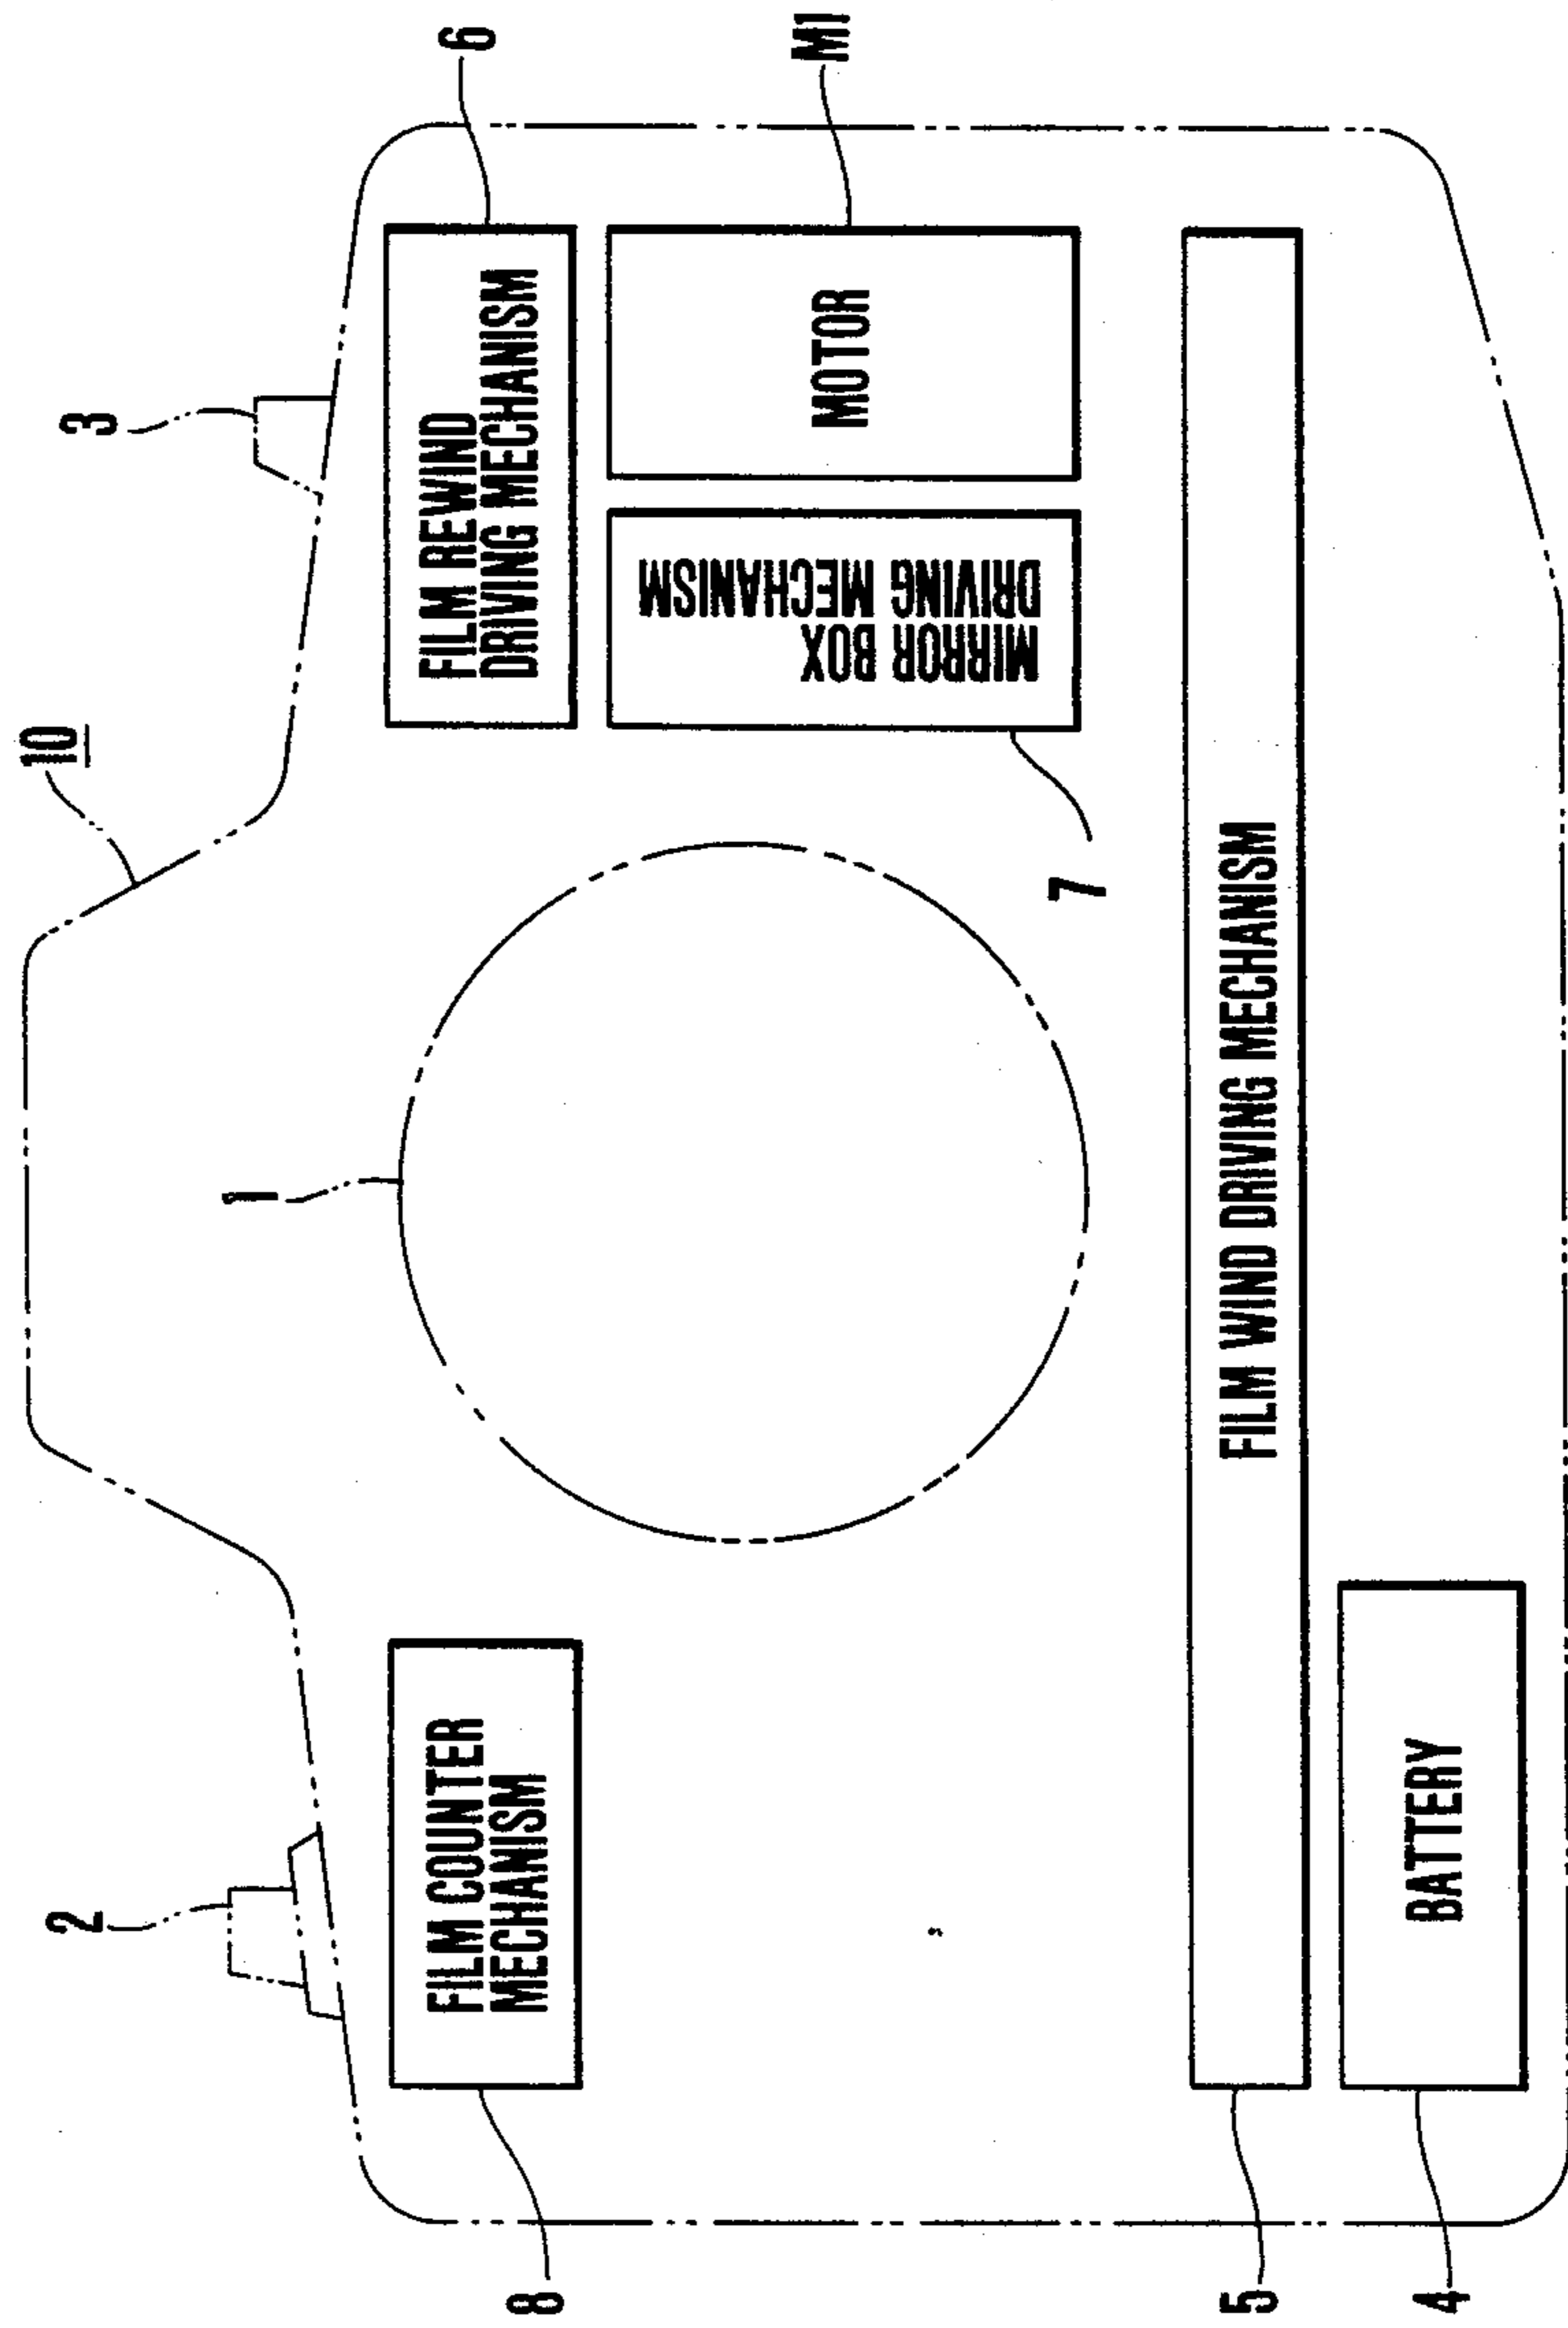 10
3
2
1
6
FILM REWIND
DRIVING MECHANISM
M1
MOTOR
MIRROR BOX
DRIVING MECHANISM
7
FILM COUNTER
MECHANISM
8
FILM WIND DRIVING MECHANISM
5
BATTERY
4